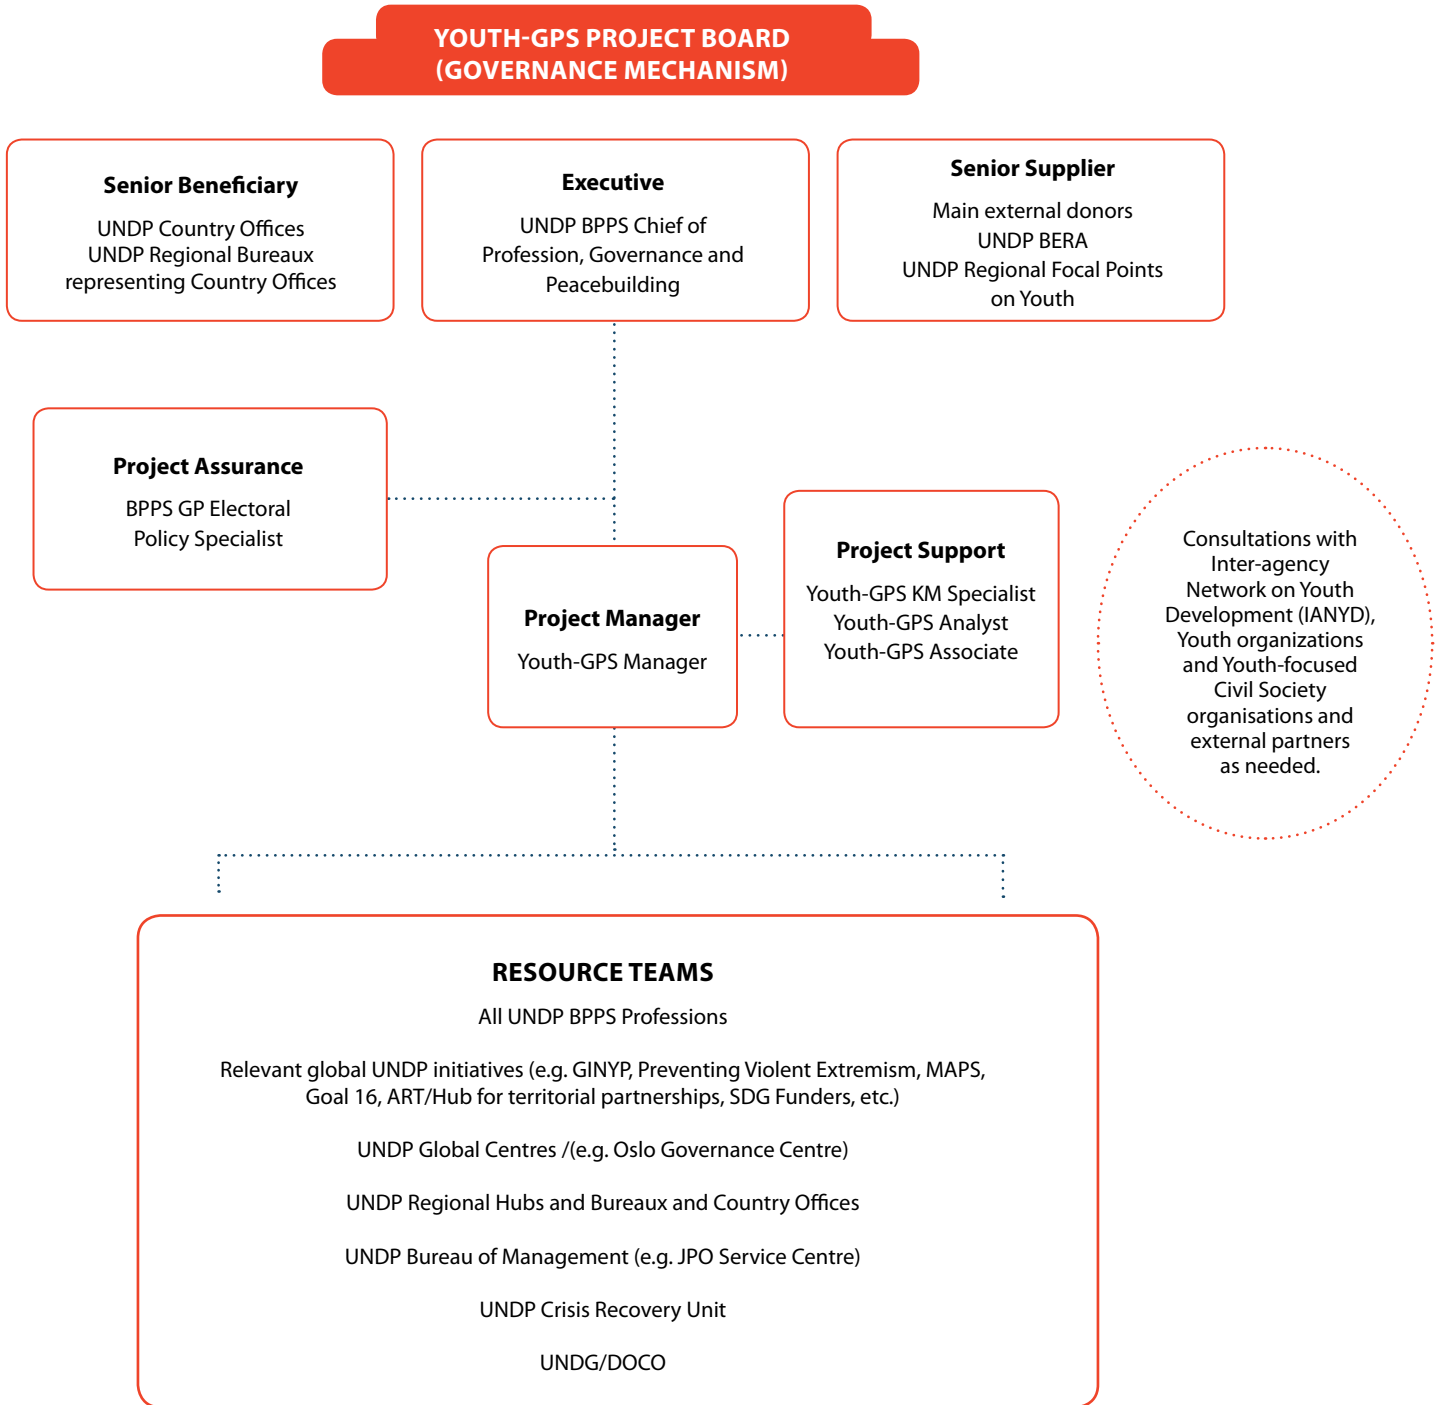 YOUTH-GPS PROJECT BOARD
(GOVERNANCE MECHANISM)
Senior Beneficiary
UNDP Country Offices
UNDP Regional Bureaux
representing Country Offices
Executive
UNDP BPPS Chief of
Profession, Governance and
Peacebuilding
Senior Supplier
Main external donors
UNDP BERA
UNDP Regional Focal Points
on Youth
Project Assurance
BPPS GP Electoral
Policy Specialist
Project Manager
Youth-GPS Manager
Project Support
Youth-GPS KM Specialist
Youth-GPS Analyst
Youth-GPS Associate
Consultations with
Inter-agency
Network on Youth
Development (IANYD),
Youth organizations
and Youth-focused
Civil Society
organisations and
external partners
as needed.
RESOURCE TEAMS
All UNDP BPPS Professions
Relevant global UNDP initiatives (e.g. GINYP, Preventing Violent Extremism, MAPS,
Goal 16, ART/Hub for territorial partnerships, SDG Funders, etc.)
UNDP Global Centres /(e.g. Oslo Governance Centre)
UNDP Regional Hubs and Bureaux and Country Offices
UNDP Bureau of Management (e.g. JPO Service Centre)
UNDP Crisis Recovery Unit
UNDG/DOCO